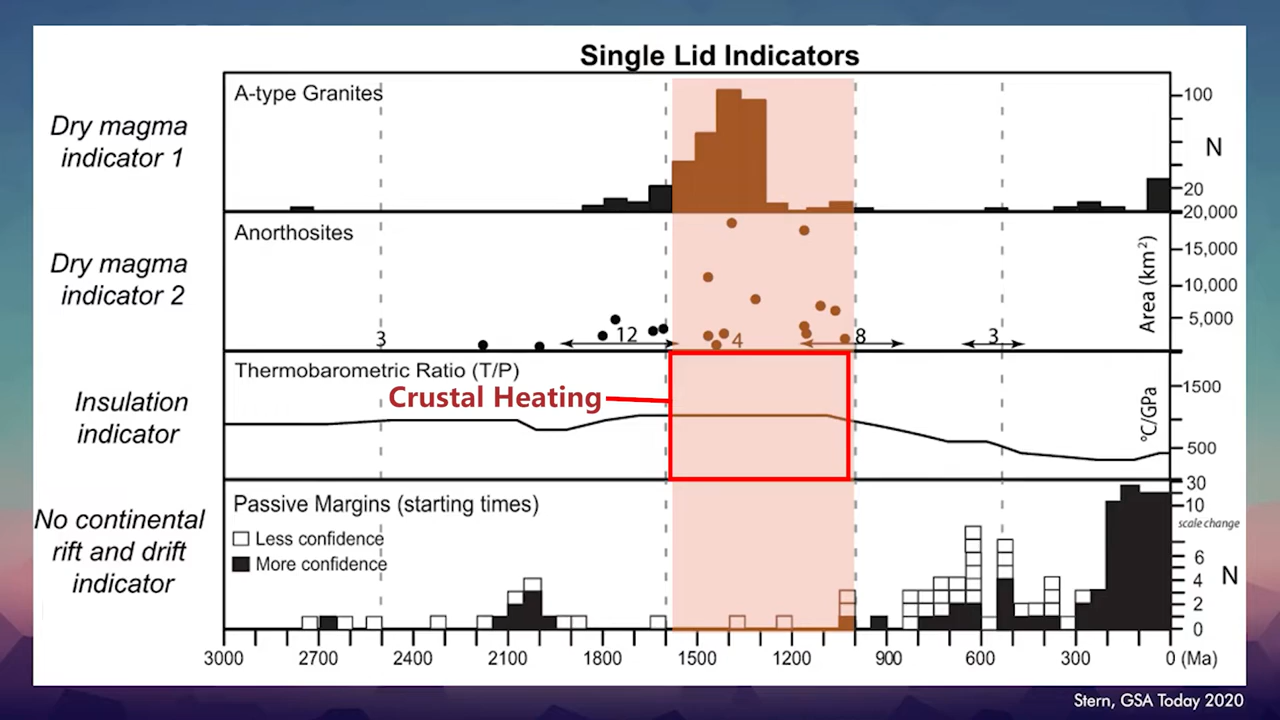 Single Lid Indicators
Dry magma
indicator 1
A-type Granites
100
N
20
20,000
Dry magma
indicator 2
Anorthosites
15,000
10,000
5,000
Area (km²)
3
12
4
8
3
Insulation
indicator
Thermobarometric Ratio (T/P)
Crustal Heating
1500
500
°C/GPa
No continental
rift and drift
indicator
Passive Margins (starting times)
Less confidence
More confidence
30
10
scale change
6
4
2
0
N
3000 2700 2400 2100 1800 1500 1200 900 600 300 0 (Ma)
Stern, GSA Today 2020